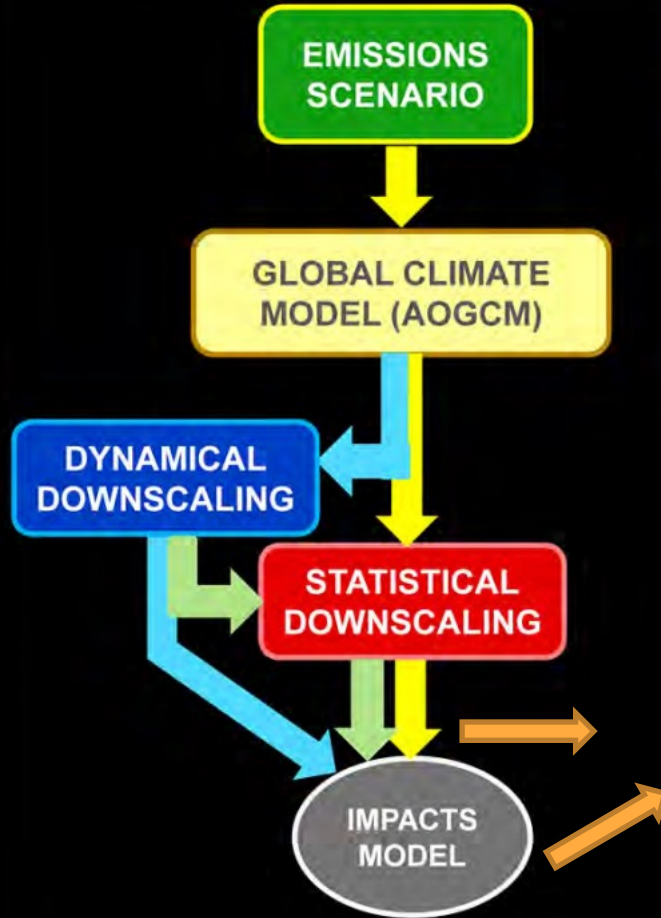 EMISSIONS
SCENARIO
GLOBAL CLIMATE
MODEL (AOGCM)
DYNAMICAL
DOWNSCALING
STATISTICAL
DOWNSCALING
IMPACTS
MODEL